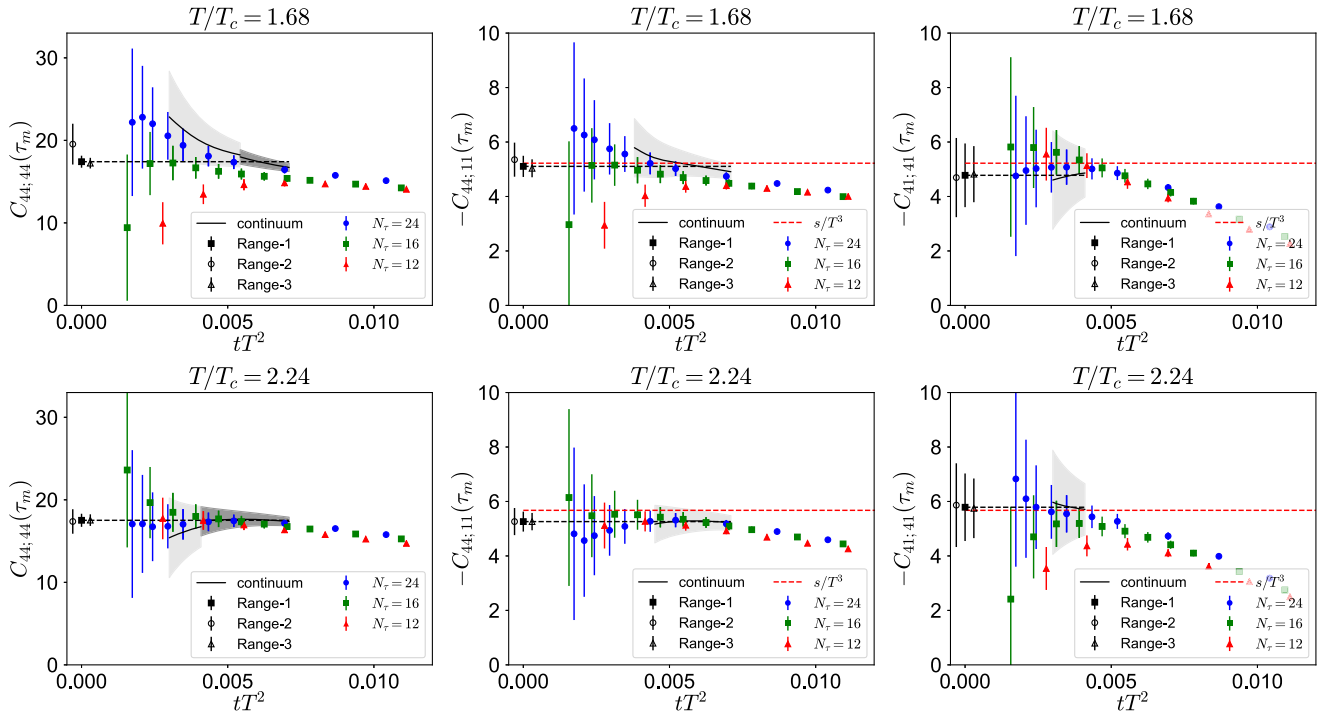 T/T_c = 1.68
C_{44;44}(τ_m)
30
20
10
0
0.000 0.005 0.010
tT^2
continuum
Range-1
Range-2
Range-3
N_τ = 24
N_τ = 16
N_τ = 12
T/T_c = 1.68
−C_{44;11}(τ_m)
10
8
6
4
2
0
0.000 0.005 0.010
tT^2
continuum
Range-1
Range-2
Range-3
s/T^3
N_τ = 24
N_τ = 16
N_τ = 12
T/T_c = 1.68
−C_{41;41}(τ_m)
10
8
6
4
2
0
0.000 0.005 0.010
tT^2
continuum
Range-1
Range-2
Range-3
s/T^3
N_τ = 24
N_τ = 16
N_τ = 12
T/T_c = 2.24
C_{44;44}(τ_m)
30
20
10
0
0.000 0.005 0.010
tT^2
continuum
Range-1
Range-2
Range-3
N_τ = 24
N_τ = 16
N_τ = 12
T/T_c = 2.24
−C_{44;11}(τ_m)
10
8
6
4
2
0
0.000 0.005 0.010
tT^2
continuum
Range-1
Range-2
Range-3
s/T^3
N_τ = 24
N_τ = 16
N_τ = 12
T/T_c = 2.24
−C_{41;41}(τ_m)
10
8
6
4
2
0
0.000 0.005 0.010
tT^2
continuum
Range-1
Range-2
Range-3
s/T^3
N_τ = 24
N_τ = 16
N_τ = 12